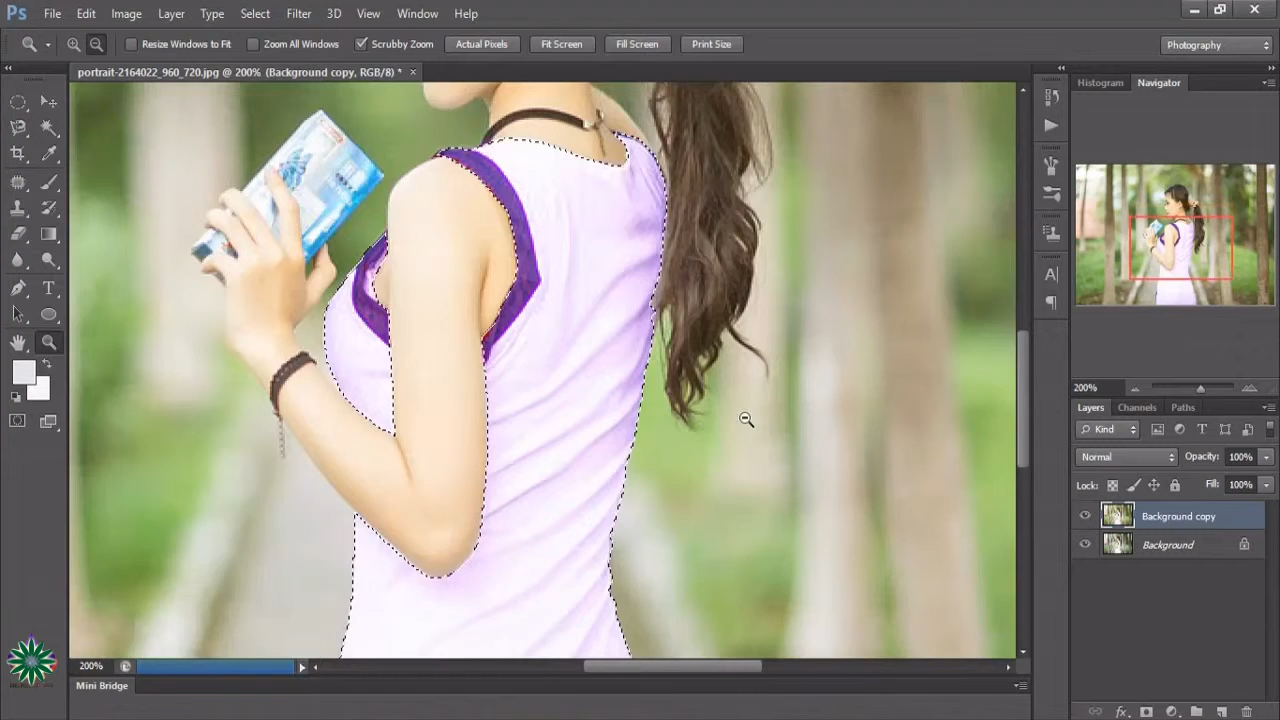 Ps File Edit Image Layer Type Select Filter 3D View Window Help
Resize Windows to Fit Zoom All Windows Scrubby Zoom Actual Pixels Fit Screen Fill Screen Print Size Photography
portrait-2164022_960_720.jpg @ 200% (Background copy, RGB/8) * ×
Histogram Navigator
200%
Layers Channels Paths
Kind
Normal Opacity: 100%
Lock: Fill: 100%
Background copy
Background
200%
Mini Bridge